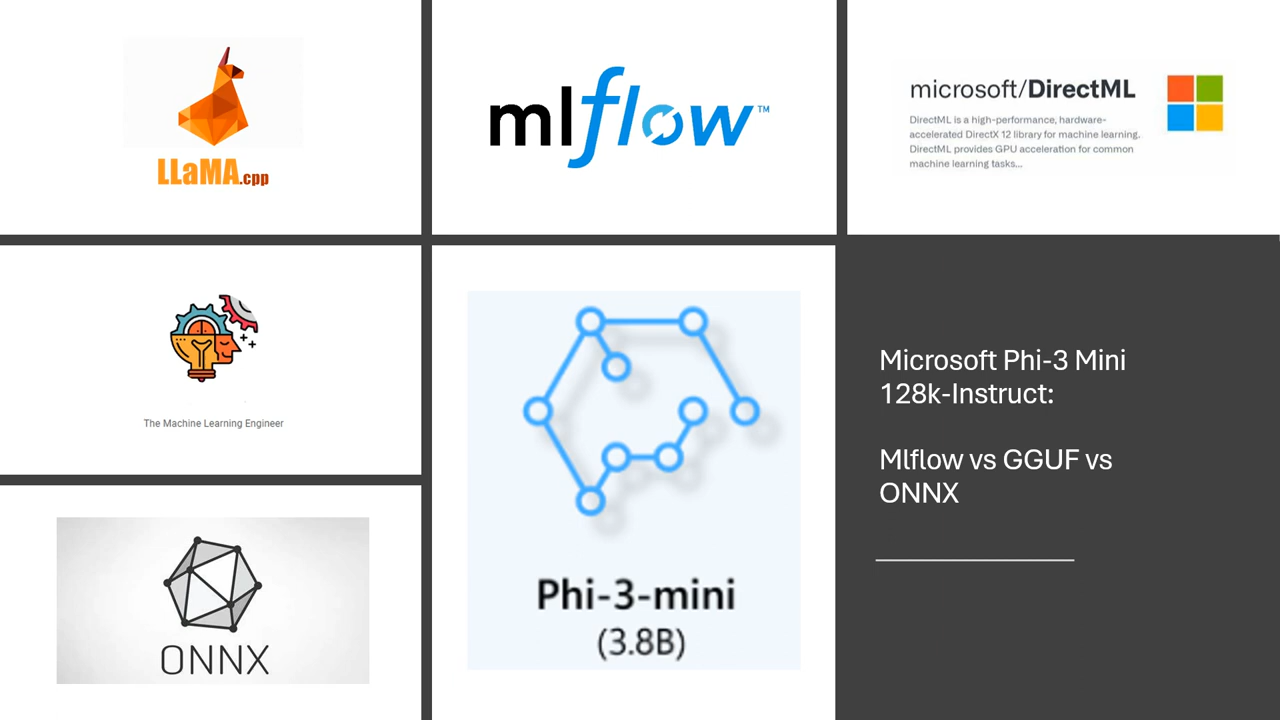 LLaMA.cpp
mlflow™
microsoft/DirectML
DirectML is a high-performance, hardware-
accelerated DirectX 12 library for machine learning.
DirectML provides GPU acceleration for common
machine learning tasks...
The Machine Learning Engineer
ONNX
Phi-3-mini
(3.8B)
Microsoft Phi-3 Mini
128k-Instruct:
Mlflow vs GGUF vs
ONNX